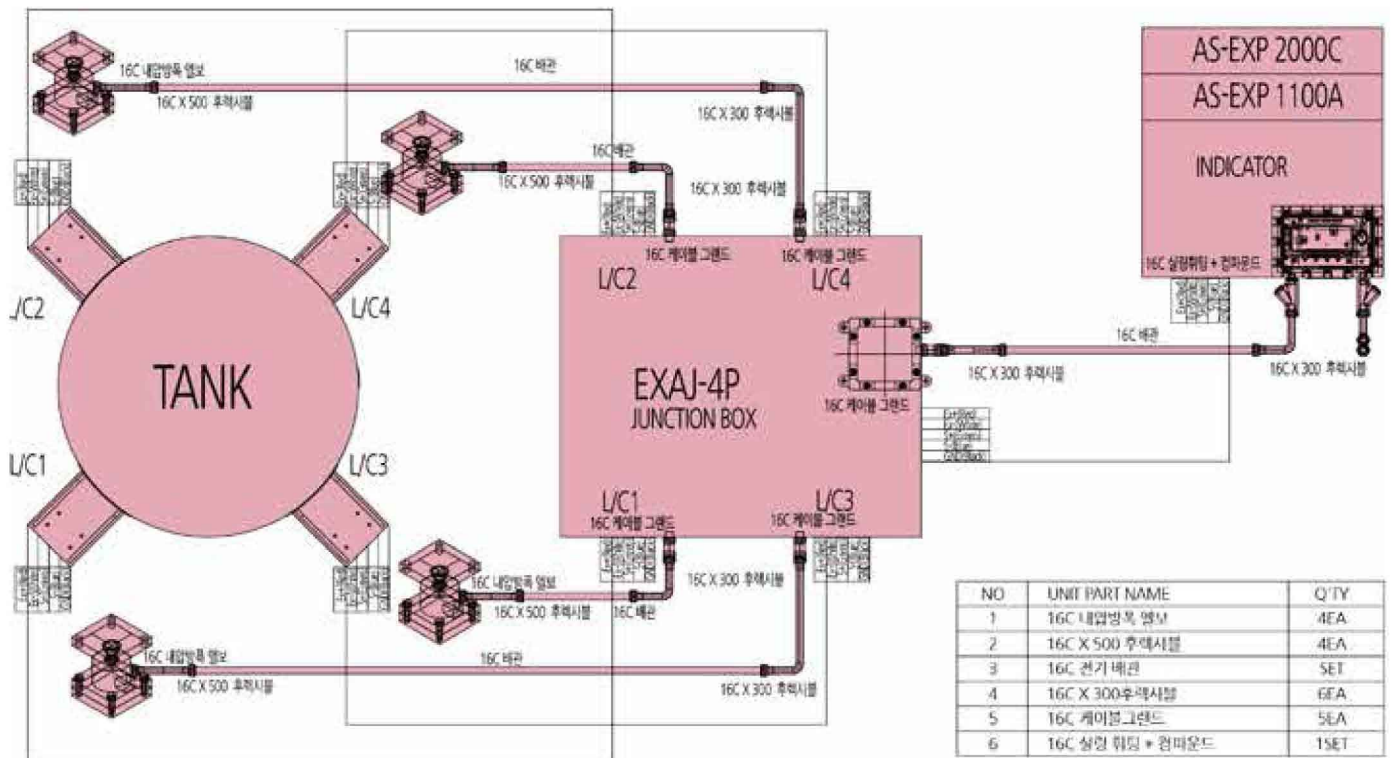 AS-EXP 2000C
AS-EXP 1100A
INDICATOR
16C 실링휘팅 + 컴파운드
16C 내압방폭 엘보
16C X 500 후렉시블
16C 배관
16C X 300 후렉시블
16C배관
16C X 500 후렉시블
16C X 300 후렉시블
16C 케이블 그랜드
16C 케이블 그랜드
L/C2
L/C4
L/C2
L/C4
TANK
EXAJ-4P
JUNCTION BOX
16C 케이블 그랜드
16C 배관
16C X 300 후렉시블
16C X 300 후렉시블
L/C1
L/C3
L/C1
L/C3
16C 케이블 그랜드
16C 케이블 그랜드
16C 내압방폭 엘보
16C X 500 후렉시블
16C 배관
16C X 300 후렉시블
16C 내압방폭 엘보
16C X 500 후렉시블
16C 배관
16C X 300 후렉시블
NO UNIT PART NAME Q'TY
1 16C 내압방폭 엘보 4EA
2 16C X 500 후렉시블 4EA
3 16C 전기 배관 5ET
4 16C X 300후렉시블 6EA
5 16C 케이블그랜드 5EA
6 16C 실링 휘팅 + 컴파운드 1SET